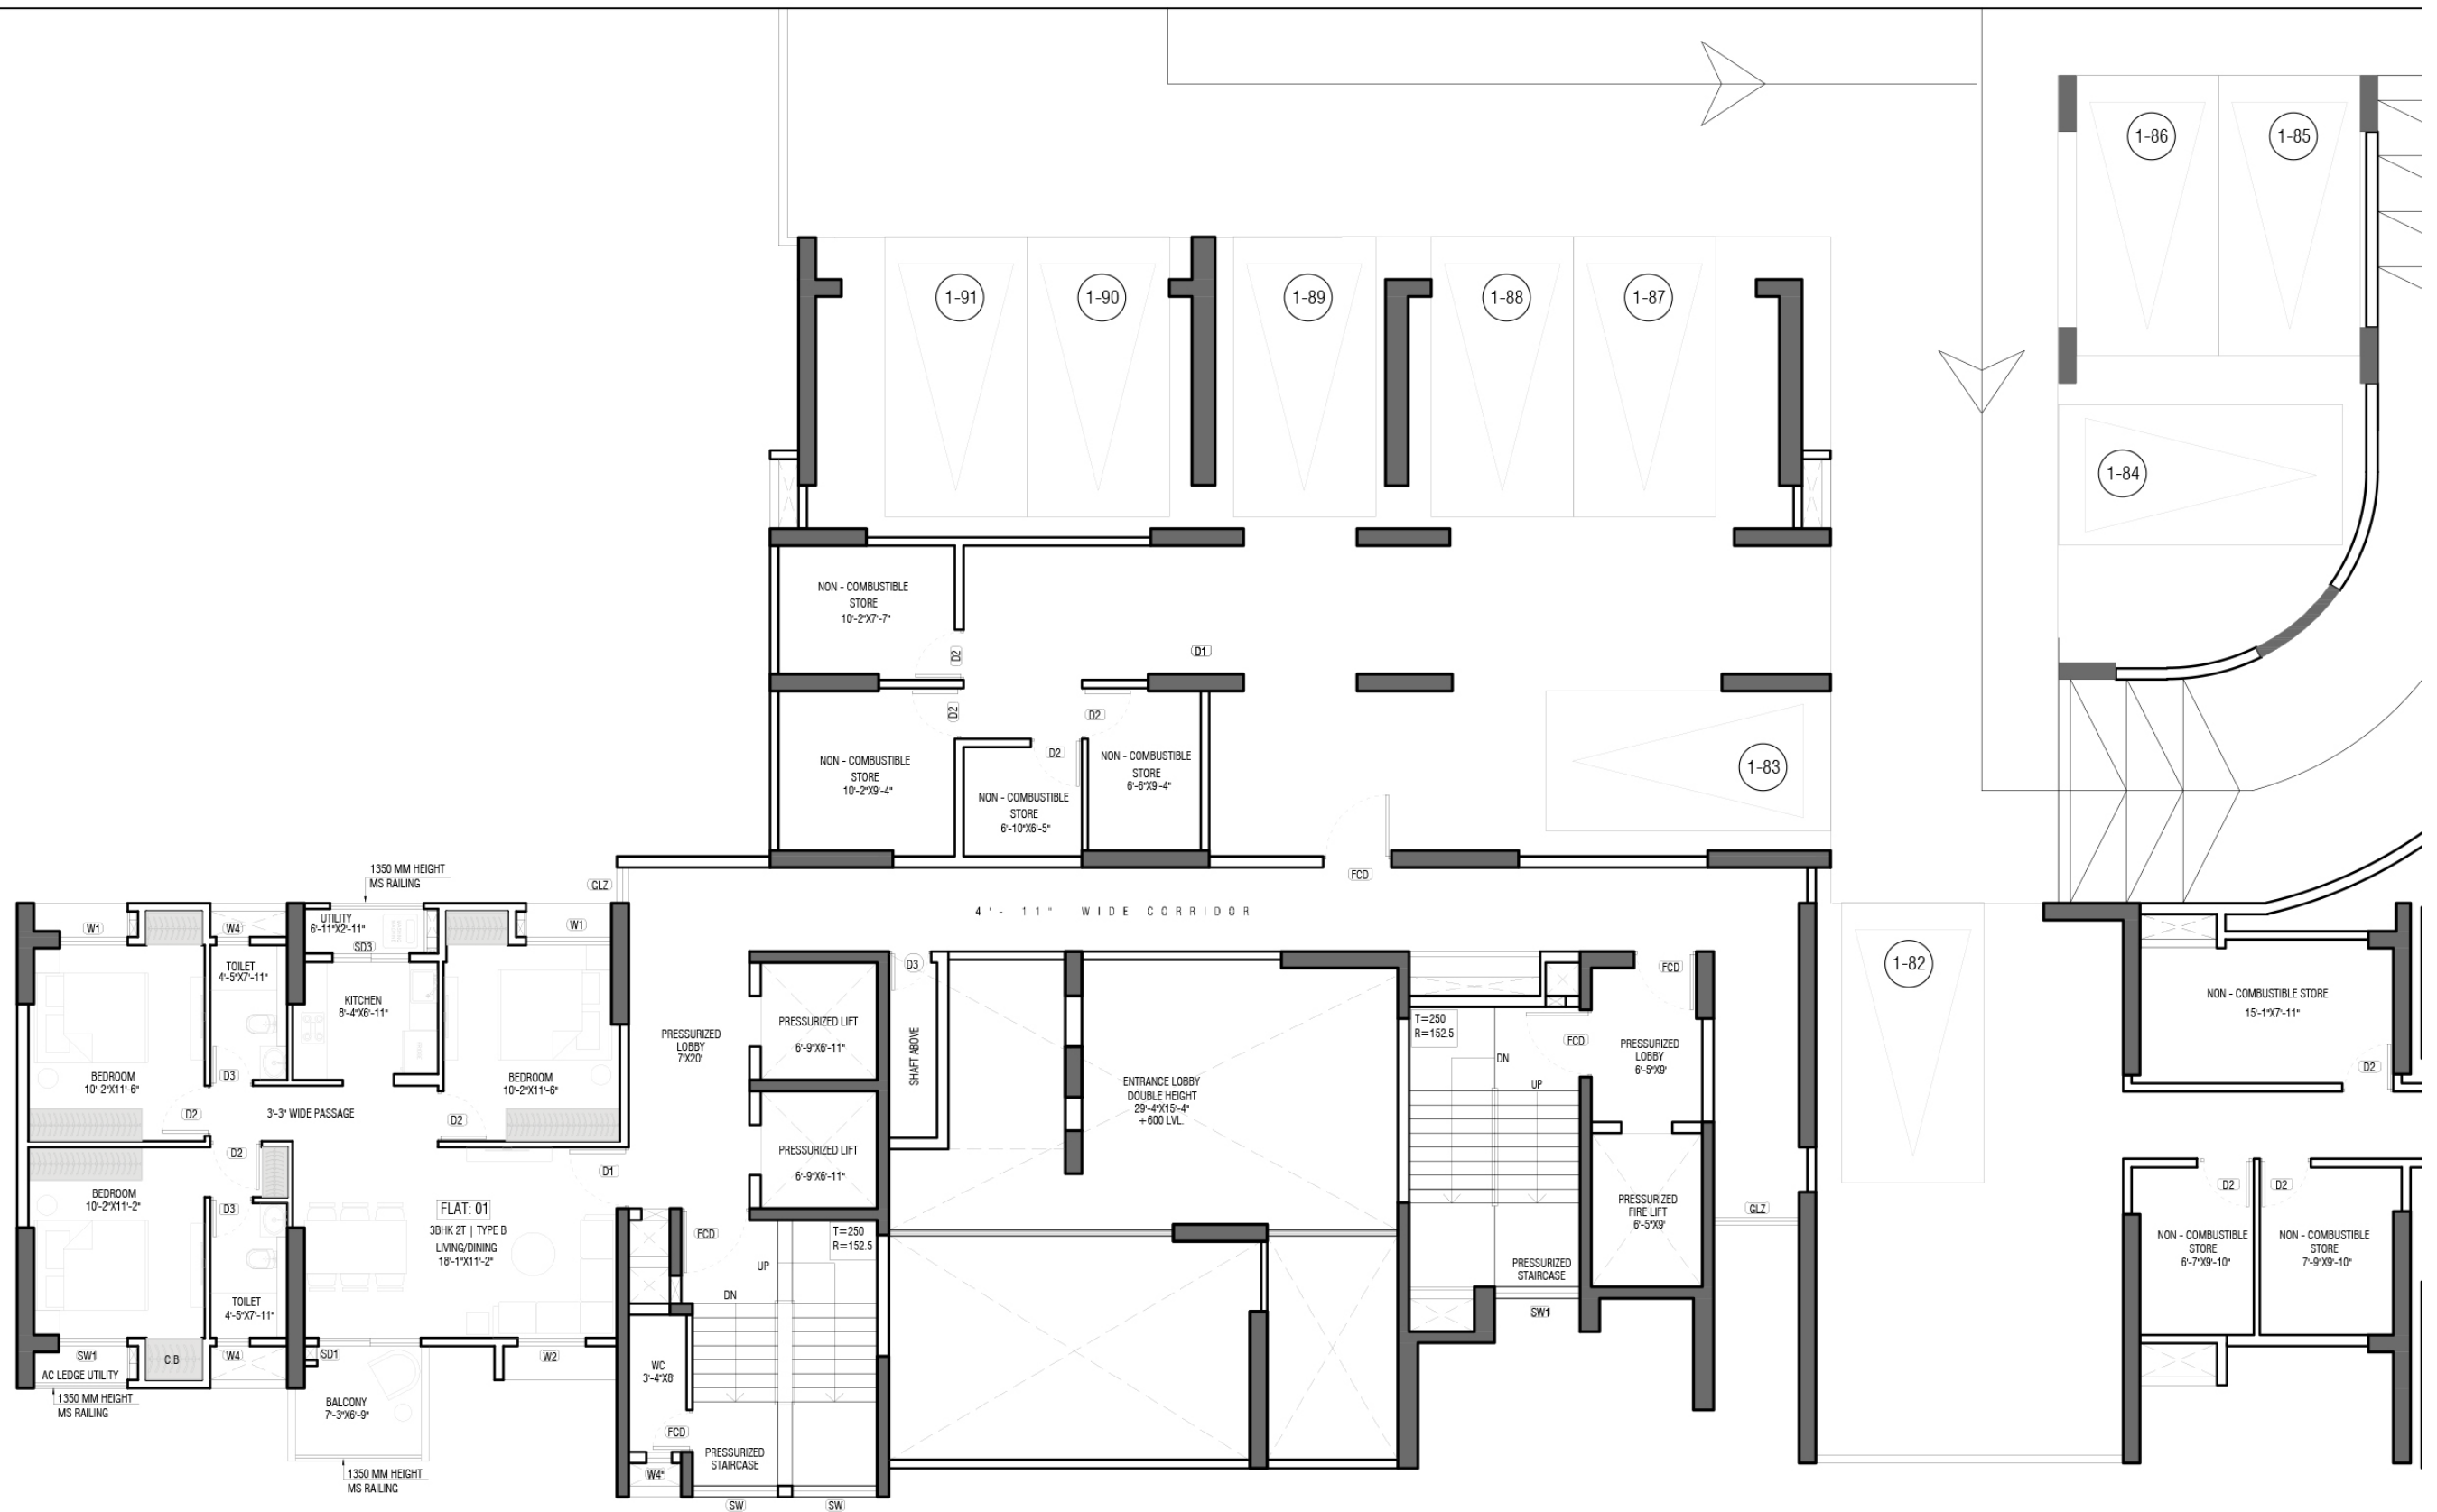 1-86
1-85
1-91
1-90
1-89
1-88
1-87
1-84
NON - COMBUSTIBLE
STORE
10'-2"X7'-7"
D2
D1
D2
D2
D2
NON - COMBUSTIBLE
STORE
10'-2"X9'-4"
NON - COMBUSTIBLE
STORE
6'-10"X6'-5"
NON - COMBUSTIBLE
STORE
6'-6"X9'-4"
1-83
FCD
4'- 11" WIDE CORRIDOR
1350 MM HEIGHT
MS RAILING
GLZ
W1
W4
UTILITY
6'-11"X2'-11"
SD3
W1
TOILET
4'-5"X7'-11"
KITCHEN
8'-4"X6'-11"
BEDROOM
10'-2"X11'-6"
D3
D2
3'-3" WIDE PASSAGE
D2
BEDROOM
10'-2"X11'-6"
D2
D1
BEDROOM
10'-2"X11'-2"
D3
FLAT: 01
3BHK 2T | TYPE B
LIVING/DINING
18'-1"X11'-2"
TOILET
4'-5"X7'-11"
SW1
C.B
W4
SD1
W2
AC LEDGE UTILITY
1350 MM HEIGHT
MS RAILING
BALCONY
7'-3"X6'-9"
1350 MM HEIGHT
MS RAILING
PRESSURIZED
LOBBY
7'X20'
PRESSURIZED LIFT
6'-9"X6'-11"
PRESSURIZED LIFT
6'-9"X6'-11"
D3
SHAFT ABOVE
FCD
T=250
R=152.5
UP
DN
WC
3'-4"X8'
FCD
PRESSURIZED
STAIRCASE
W4*
SW
SW
ENTRANCE LOBBY
DOUBLE HEIGHT
29'-4"X15'-4"
+600 LVL.
T=250
R=152.5
DN
UP
FCD
FCD
PRESSURIZED
LOBBY
6'-5"X9'
PRESSURIZED
FIRE LIFT
6'-5"X9'
PRESSURIZED
STAIRCASE
SW1
GLZ
1-82
NON - COMBUSTIBLE STORE
15'-1"X7'-11"
D2
D2
D2
NON - COMBUSTIBLE
STORE
6'-7"X9'-10"
NON - COMBUSTIBLE
STORE
7'-9"X9'-10"